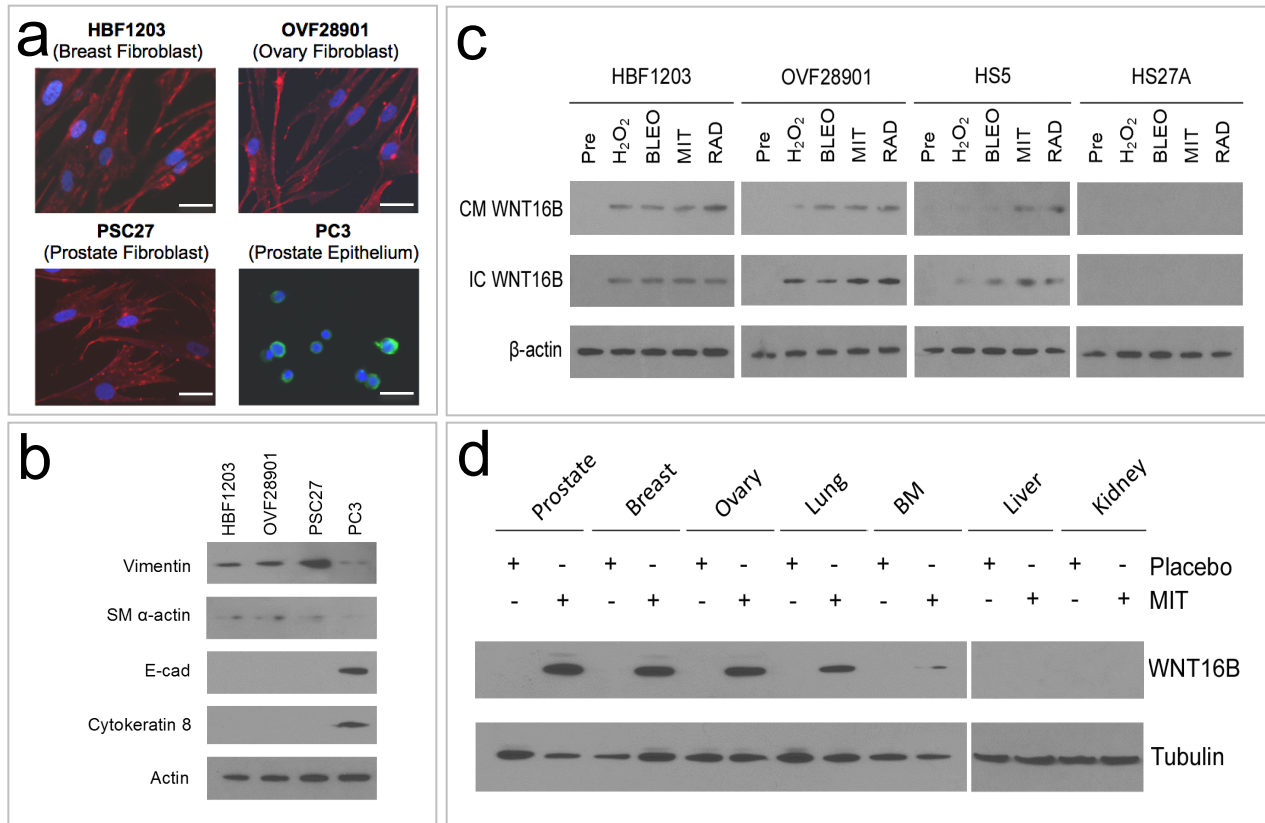 a
HBF1203
(Breast Fibroblast)
OVF28901
(Ovary Fibroblast)
PSC27
(Prostate Fibroblast)
PC3
(Prostate Epithelium)
b
HBF1203
OVF28901
PSC27
PC3
Vimentin
SM α-actin
E-cad
Cytokeratin 8
Actin
c
HBF1203 OVF28901 HS5 HS27A
Pre H₂O₂ BLEO MIT RAD Pre H₂O₂ BLEO MIT RAD Pre H₂O₂ BLEO MIT RAD Pre H₂O₂ BLEO MIT RAD
CM WNT16B
IC WNT16B
β-actin
d
Prostate Breast Ovary Lung BM Liver Kidney
+ - + - + - + - + - + - + - Placebo
- + - + - + - + - + - + - + MIT
WNT16B
Tubulin